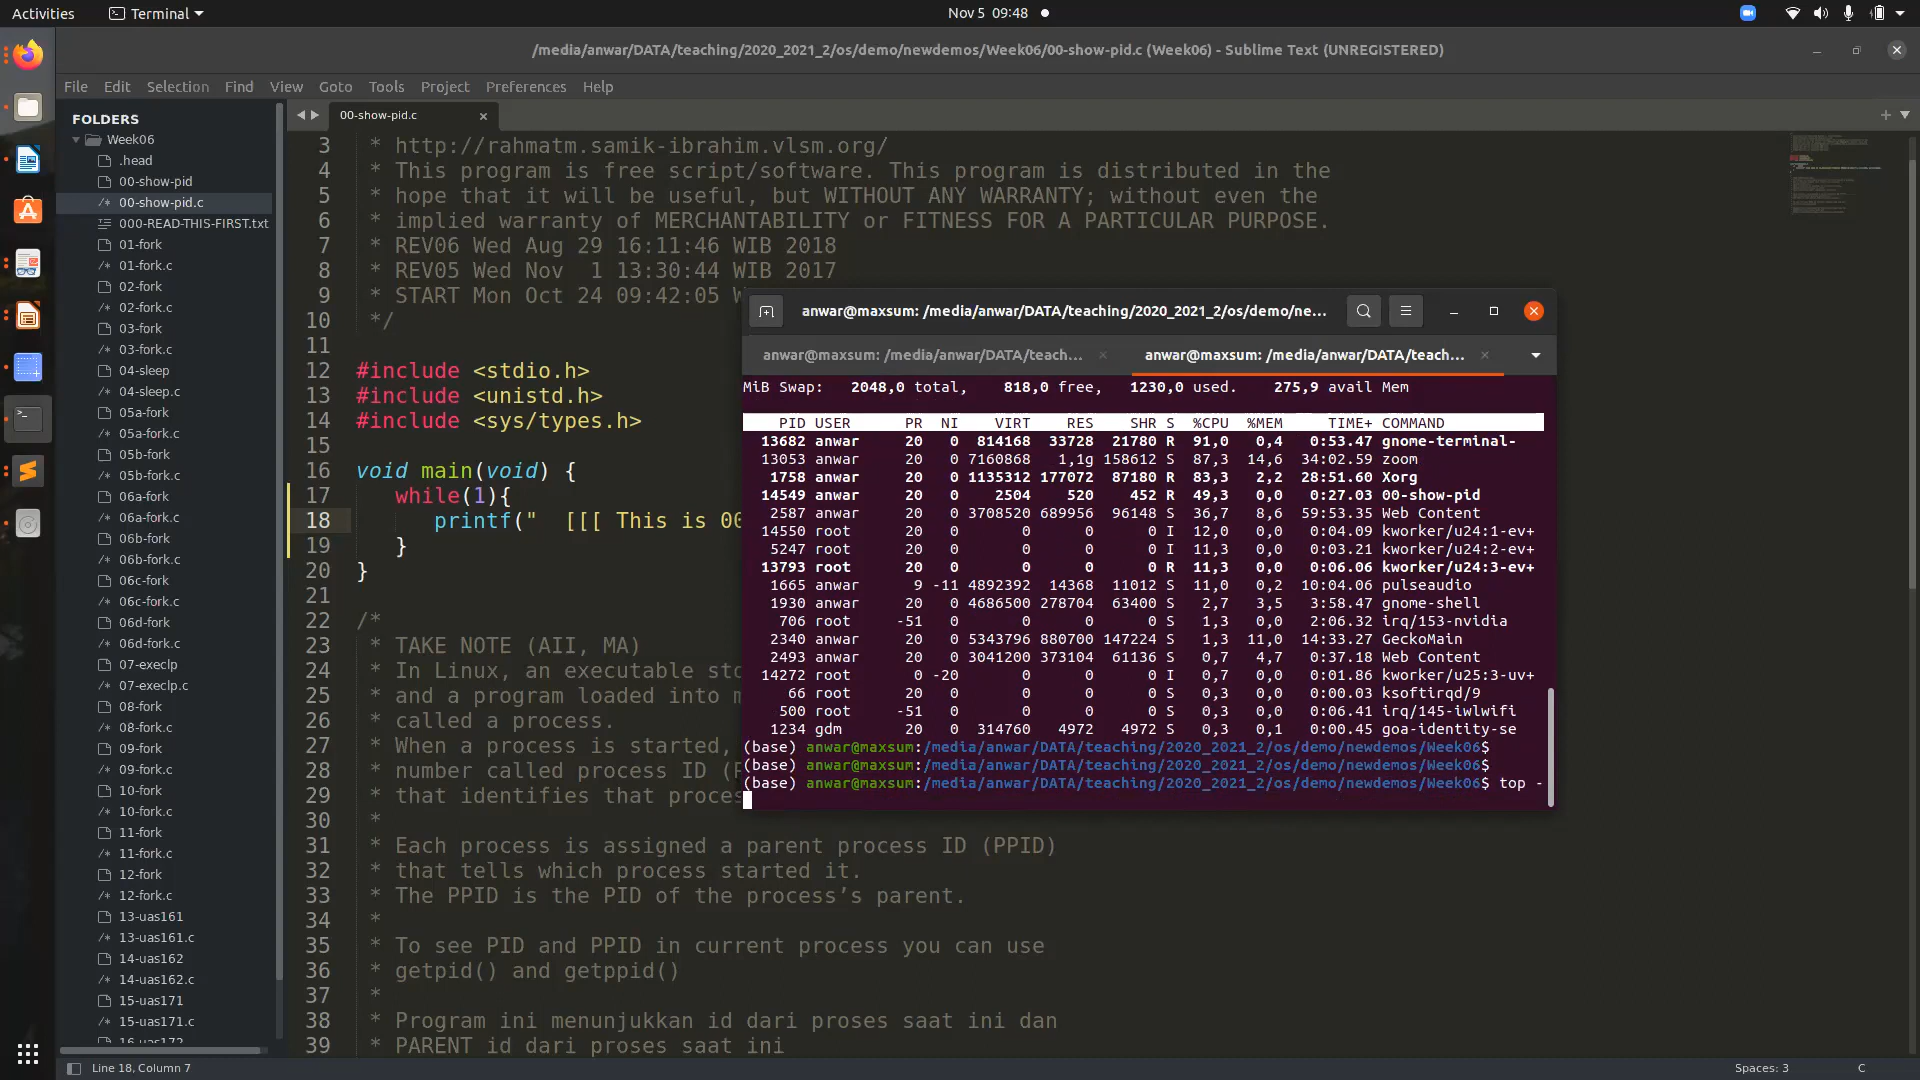 Activities
Terminal
Nov 5 09:48
/media/anwar/DATA/teaching/2020_2021_2/os/demo/newdemos/Week06/00-show-pid.c (Week06) - Sublime Text (UNREGISTERED)
File Edit Selection Find View Goto Tools Project Preferences Help
FOLDERS
Week06
.head
00-show-pid
00-show-pid.c
000-READ-THIS-FIRST.txt
01-fork
01-fork.c
02-fork
02-fork.c
03-fork
03-fork.c
04-sleep
04-sleep.c
05a-fork
05a-fork.c
05b-fork
05b-fork.c
06a-fork
06a-fork.c
06b-fork
06b-fork.c
06c-fork
06c-fork.c
06d-fork
06d-fork.c
07-execlp
07-execlp.c
08-fork
08-fork.c
09-fork
09-fork.c
10-fork
10-fork.c
11-fork
11-fork.c
12-fork
12-fork.c
13-uas161
13-uas161.c
14-uas162
14-uas162.c
15-uas171
15-uas171.c
16-uas172
00-show-pid.c
3 * http://rahmatm.samik-ibrahim.vlsm.org/
4 * This program is free script/software. This program is distributed in the
5 * hope that it will be useful, but WITHOUT ANY WARRANTY; without even the
6 * implied warranty of MERCHANTABILITY or FITNESS FOR A PARTICULAR PURPOSE.
7 * REV06 Wed Aug 29 16:11:46 WIB 2018
8 * REV05 Wed Nov  1 13:30:44 WIB 2017
9 * START Mon Oct 24 09:42:05 W
10 */
11
12 #include <stdio.h>
13 #include <unistd.h>
14 #include <sys/types.h>
15
16 void main(void) {
17 while(1){
18 printf("  [[[ This is 00
19 }
20 }
21
22 /*
23 * TAKE NOTE (AII, MA)
24 * In Linux, an executable sto
25 * and a program loaded into m
26 * called a process.
27 * When a process is started,
28 * number called process ID (P
29 * that identifies that proces
30 *
31 * Each process is assigned a parent process ID (PPID)
32 * that tells which process started it.
33 * The PPID is the PID of the process’s parent.
34 *
35 * To see PID and PPID in current process you can use
36 * getpid() and getppid()
37 *
38 * Program ini menunjukkan id dari proses saat ini dan
39 * PARENT id dari proses saat ini
anwar@maxsum: /media/anwar/DATA/teaching/2020_2021_2/os/demo/ne...
anwar@maxsum: /media/anwar/DATA/teach...
anwar@maxsum: /media/anwar/DATA/teach...
MiB Swap: 2048,0 total, 818,0 free, 1230,0 used. 275,9 avail Mem
PID USER PR NI VIRT RES SHR S %CPU %MEM TIME+ COMMAND
13682 anwar 20 0 814168 33728 21780 R 91,0 0,4 0:53.47 gnome-terminal-
13053 anwar 20 0 7160868 1,1g 158612 S 87,3 14,6 34:02.59 zoom
1758 anwar 20 0 1135312 177072 87180 R 83,3 2,2 28:51.60 Xorg
14549 anwar 20 0 2504 520 452 R 49,3 0,0 0:27.03 00-show-pid
2587 anwar 20 0 3708520 689956 96148 S 36,7 8,6 59:53.35 Web Content
14550 root 20 0 0 0 0 I 12,0 0,0 0:04.09 kworker/u24:1-ev+
5247 root 20 0 0 0 0 I 11,3 0,0 0:03.21 kworker/u24:2-ev+
13793 root 20 0 0 0 0 R 11,3 0,0 0:06.06 kworker/u24:3-ev+
1665 anwar 9 -11 4892392 14368 11012 S 11,0 0,2 10:04.06 pulseaudio
1930 anwar 20 0 4686500 278704 63400 S 2,7 3,5 3:58.47 gnome-shell
706 root -51 0 0 0 0 S 1,3 0,0 2:06.32 irq/153-nvidia
2340 anwar 20 0 5343796 880700 147224 S 1,3 11,0 14:33.27 GeckoMain
2493 anwar 20 0 3041200 373104 61136 S 0,7 4,7 0:37.18 Web Content
14272 root 0 -20 0 0 0 I 0,7 0,0 0:01.86 kworker/u25:3-uv+
66 root 20 0 0 0 0 S 0,3 0,0 0:00.03 ksoftirqd/9
500 root -51 0 0 0 0 S 0,3 0,0 0:06.41 irq/145-iwlwifi
1234 gdm 20 0 314760 4972 4972 S 0,3 0,1 0:00.45 goa-identity-se
(base) anwar@maxsum:/media/anwar/DATA/teaching/2020_2021_2/os/demo/newdemos/Week06$
(base) anwar@maxsum:/media/anwar/DATA/teaching/2020_2021_2/os/demo/newdemos/Week06$
(base) anwar@maxsum:/media/anwar/DATA/teaching/2020_2021_2/os/demo/newdemos/Week06$ top -
Line 18, Column 7
Spaces: 3
C